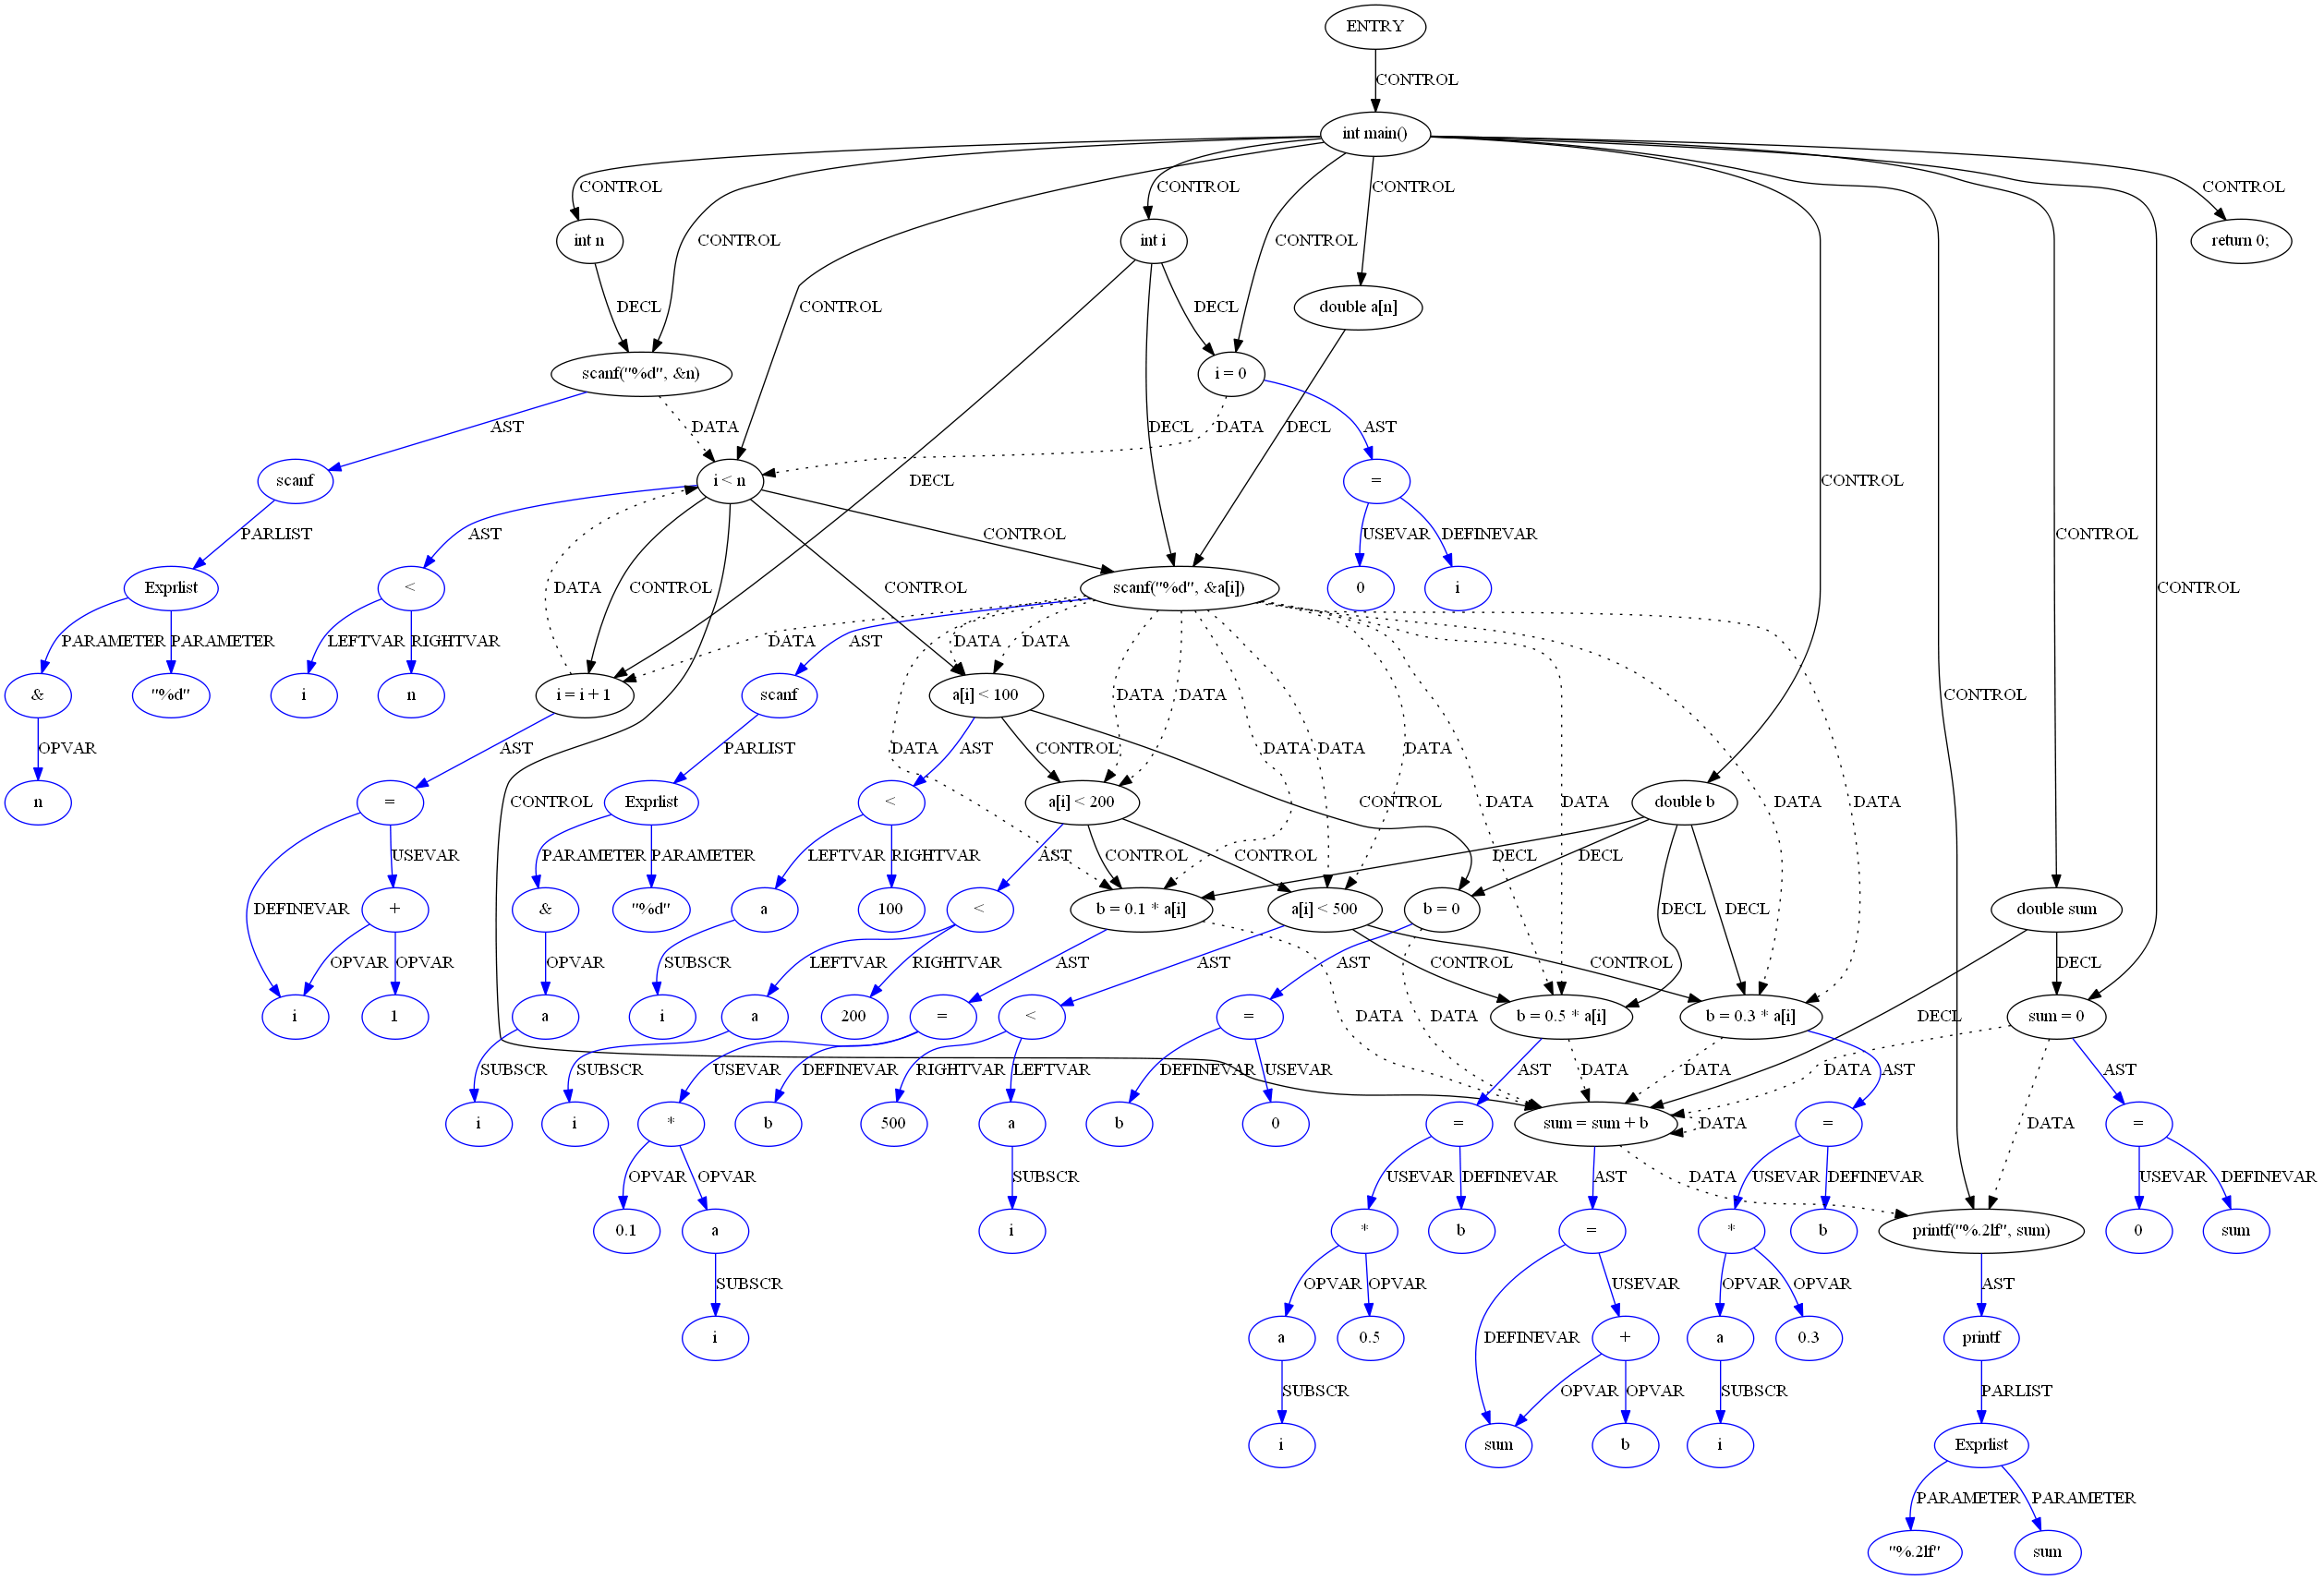 ENTRY
CONTROL
int main()
CONTROL
CONTROL
CONTROL
CONTROL
int n
CONTROL
int i
CONTROL
return 0;
DECL
CONTROL
DECL
double a[n]
scanf("%d", &n)
i = 0
AST
DATA
DECL
DATA
DECL
AST
scanf
i < n
DECL
=
CONTROL
PARLIST
AST
CONTROL
USEVAR
DEFINEVAR
CONTROL
Exprlist
<
DATA
CONTROL
CONTROL
scanf("%d", &a[i])
0
i
CONTROL
PARAMETER
PARAMETER
LEFTVAR
RIGHTVAR
DATA
AST
DATA
DATA
&
"%d"
i
n
i = i + 1
scanf
a[i] < 100
DATA
DATA
CONTROL
OPVAR
AST
PARLIST
DATA
AST
CONTROL
DATA
DATA
DATA
n
=
CONTROL
Exprlist
<
a[i] < 200
CONTROL
DATA
DATA
DATA
DATA
double b
USEVAR
PARAMETER
PARAMETER
LEFTVAR
RIGHTVAR
AST
CONTROL
CONTROL
DECL
DECL
DEFINEVAR
+
&
"%d"
a
100
<
b = 0.1 * a[i]
a[i] < 500
b = 0
DECL
DECL
double sum
OPVAR
OPVAR
OPVAR
SUBSCR
LEFTVAR
RIGHTVAR
AST
AST
AST
CONTROL
CONTROL
DECL
i
1
a
i
a
200
=
<
=
b = 0.5 * a[i]
b = 0.3 * a[i]
DECL
sum = 0
SUBSCR
SUBSCR
USEVAR
DEFINEVAR
RIGHTVAR
LEFTVAR
DEFINEVAR
USEVAR
DATA
DATA
AST
DATA
DATA
AST
DATA
AST
i
i
*
b
500
a
b
0
=
sum = sum + b
DATA
=
DATA
=
OPVAR
OPVAR
SUBSCR
USEVAR
DEFINEVAR
AST
DATA
USEVAR
DEFINEVAR
USEVAR
DEFINEVAR
0.1
a
i
*
b
=
*
b
printf("%.2lf", sum)
0
sum
SUBSCR
OPVAR
OPVAR
USEVAR
OPVAR
OPVAR
AST
i
a
0.5
DEFINEVAR
+
a
0.3
printf
SUBSCR
OPVAR
OPVAR
SUBSCR
PARLIST
i
sum
b
i
Exprlist
PARAMETER
PARAMETER
"%.2lf"
sum